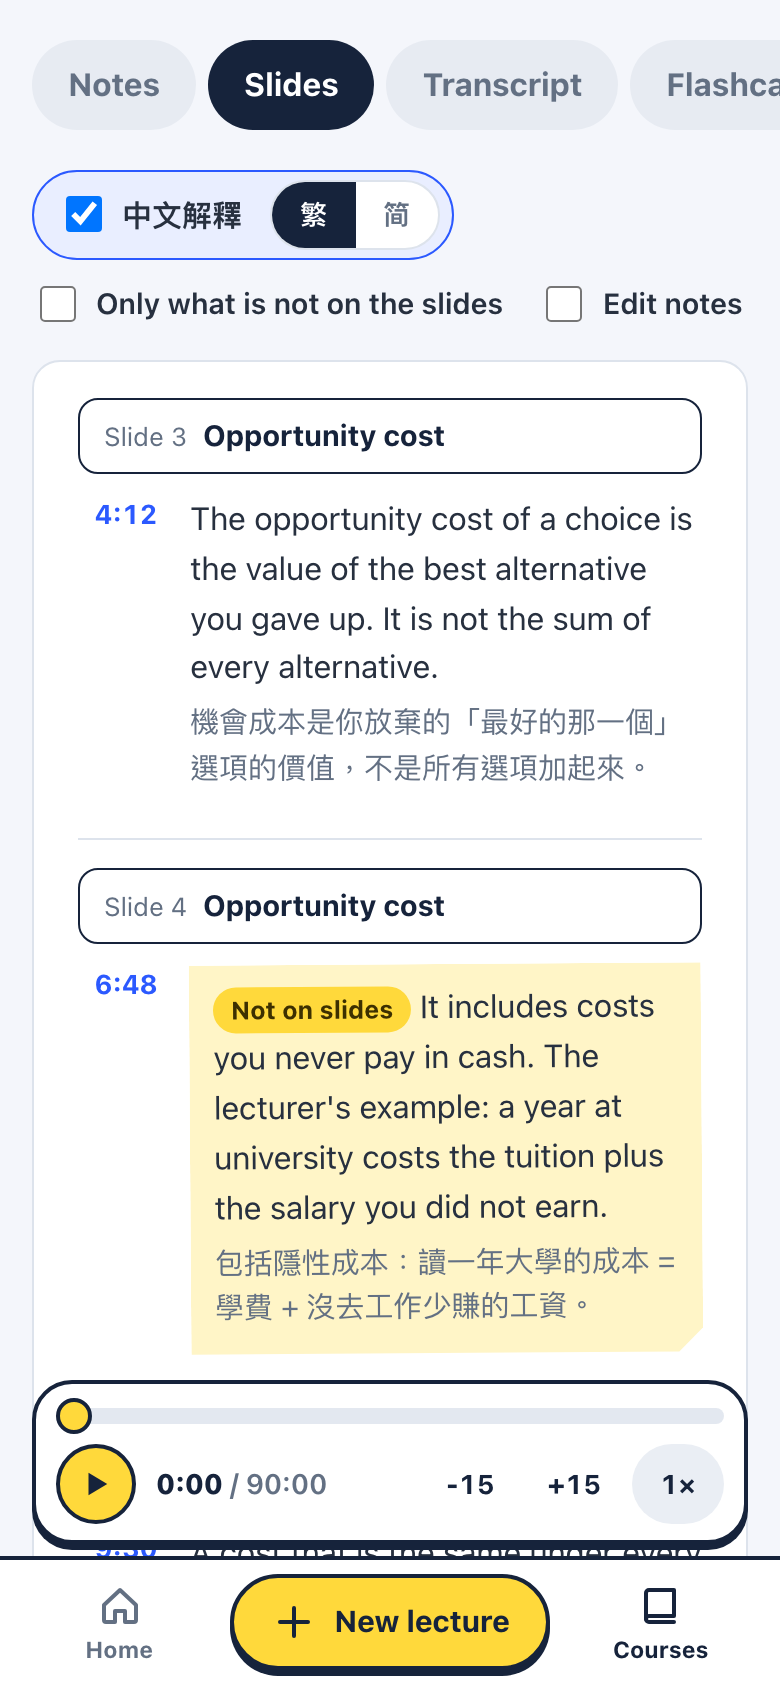 Notes
Slides
Transcript
中文解釋
繁
简
Only what is not on the slides
Edit notes
Slide 3 Opportunity cost
4:12
The opportunity cost of a choice is
the value of the best alternative
you gave up. It is not the sum of
every alternative.
機會成本是你放棄的「最好的那一個」
選項的價值，不是所有選項加起來。
Slide 4 Opportunity cost
6:48
Not on slides It includes costs
you never pay in cash. The
lecturer's example: a year at
university costs the tuition plus
the salary you did not earn.
包括隱性成本：讀一年大學的成本 =
學費 + 沒去工作少賺的工資。
0:00 / 90:00
-15
+15
1×
A cost that is the same under every
Home
+ New lecture
Courses